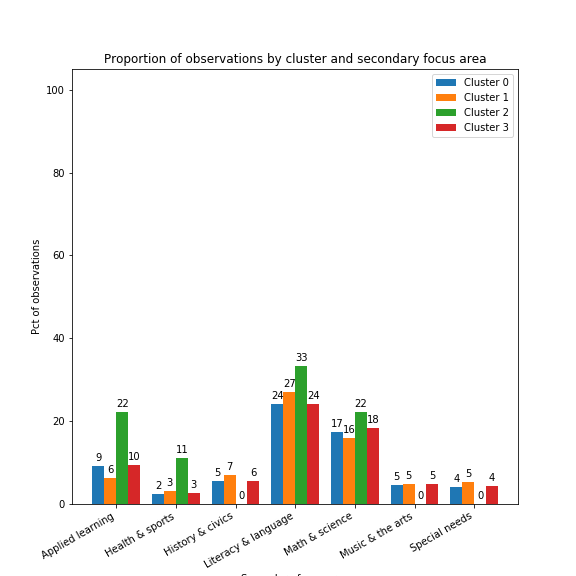 Proportion of observations by cluster and secondary focus area
Cluster 0
Cluster 1
Cluster 2
Cluster 3
Pct of observations
100
80
60
40
20
0
9 6 22 10
2 3 11 3
5 7 0 6
24 27 33 24
17 16 22 18
5 5 0 5
4 5 0 4
Applied learning
Health & sports
History & civics
Literacy & language
Math & science
Music & the arts
Special needs